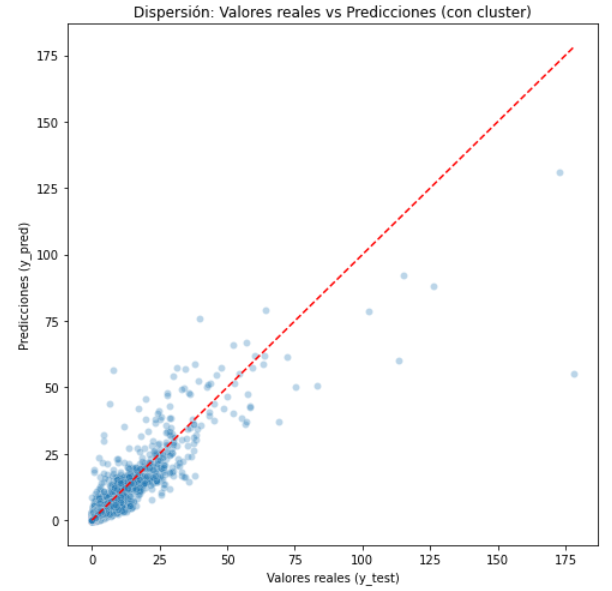 Dispersión: Valores reales vs Predicciones (con cluster)
175
150
125
100
75
50
25
0
Predicciones (y_pred)
0 25 50 75 100 125 150 175
Valores reales (y_test)